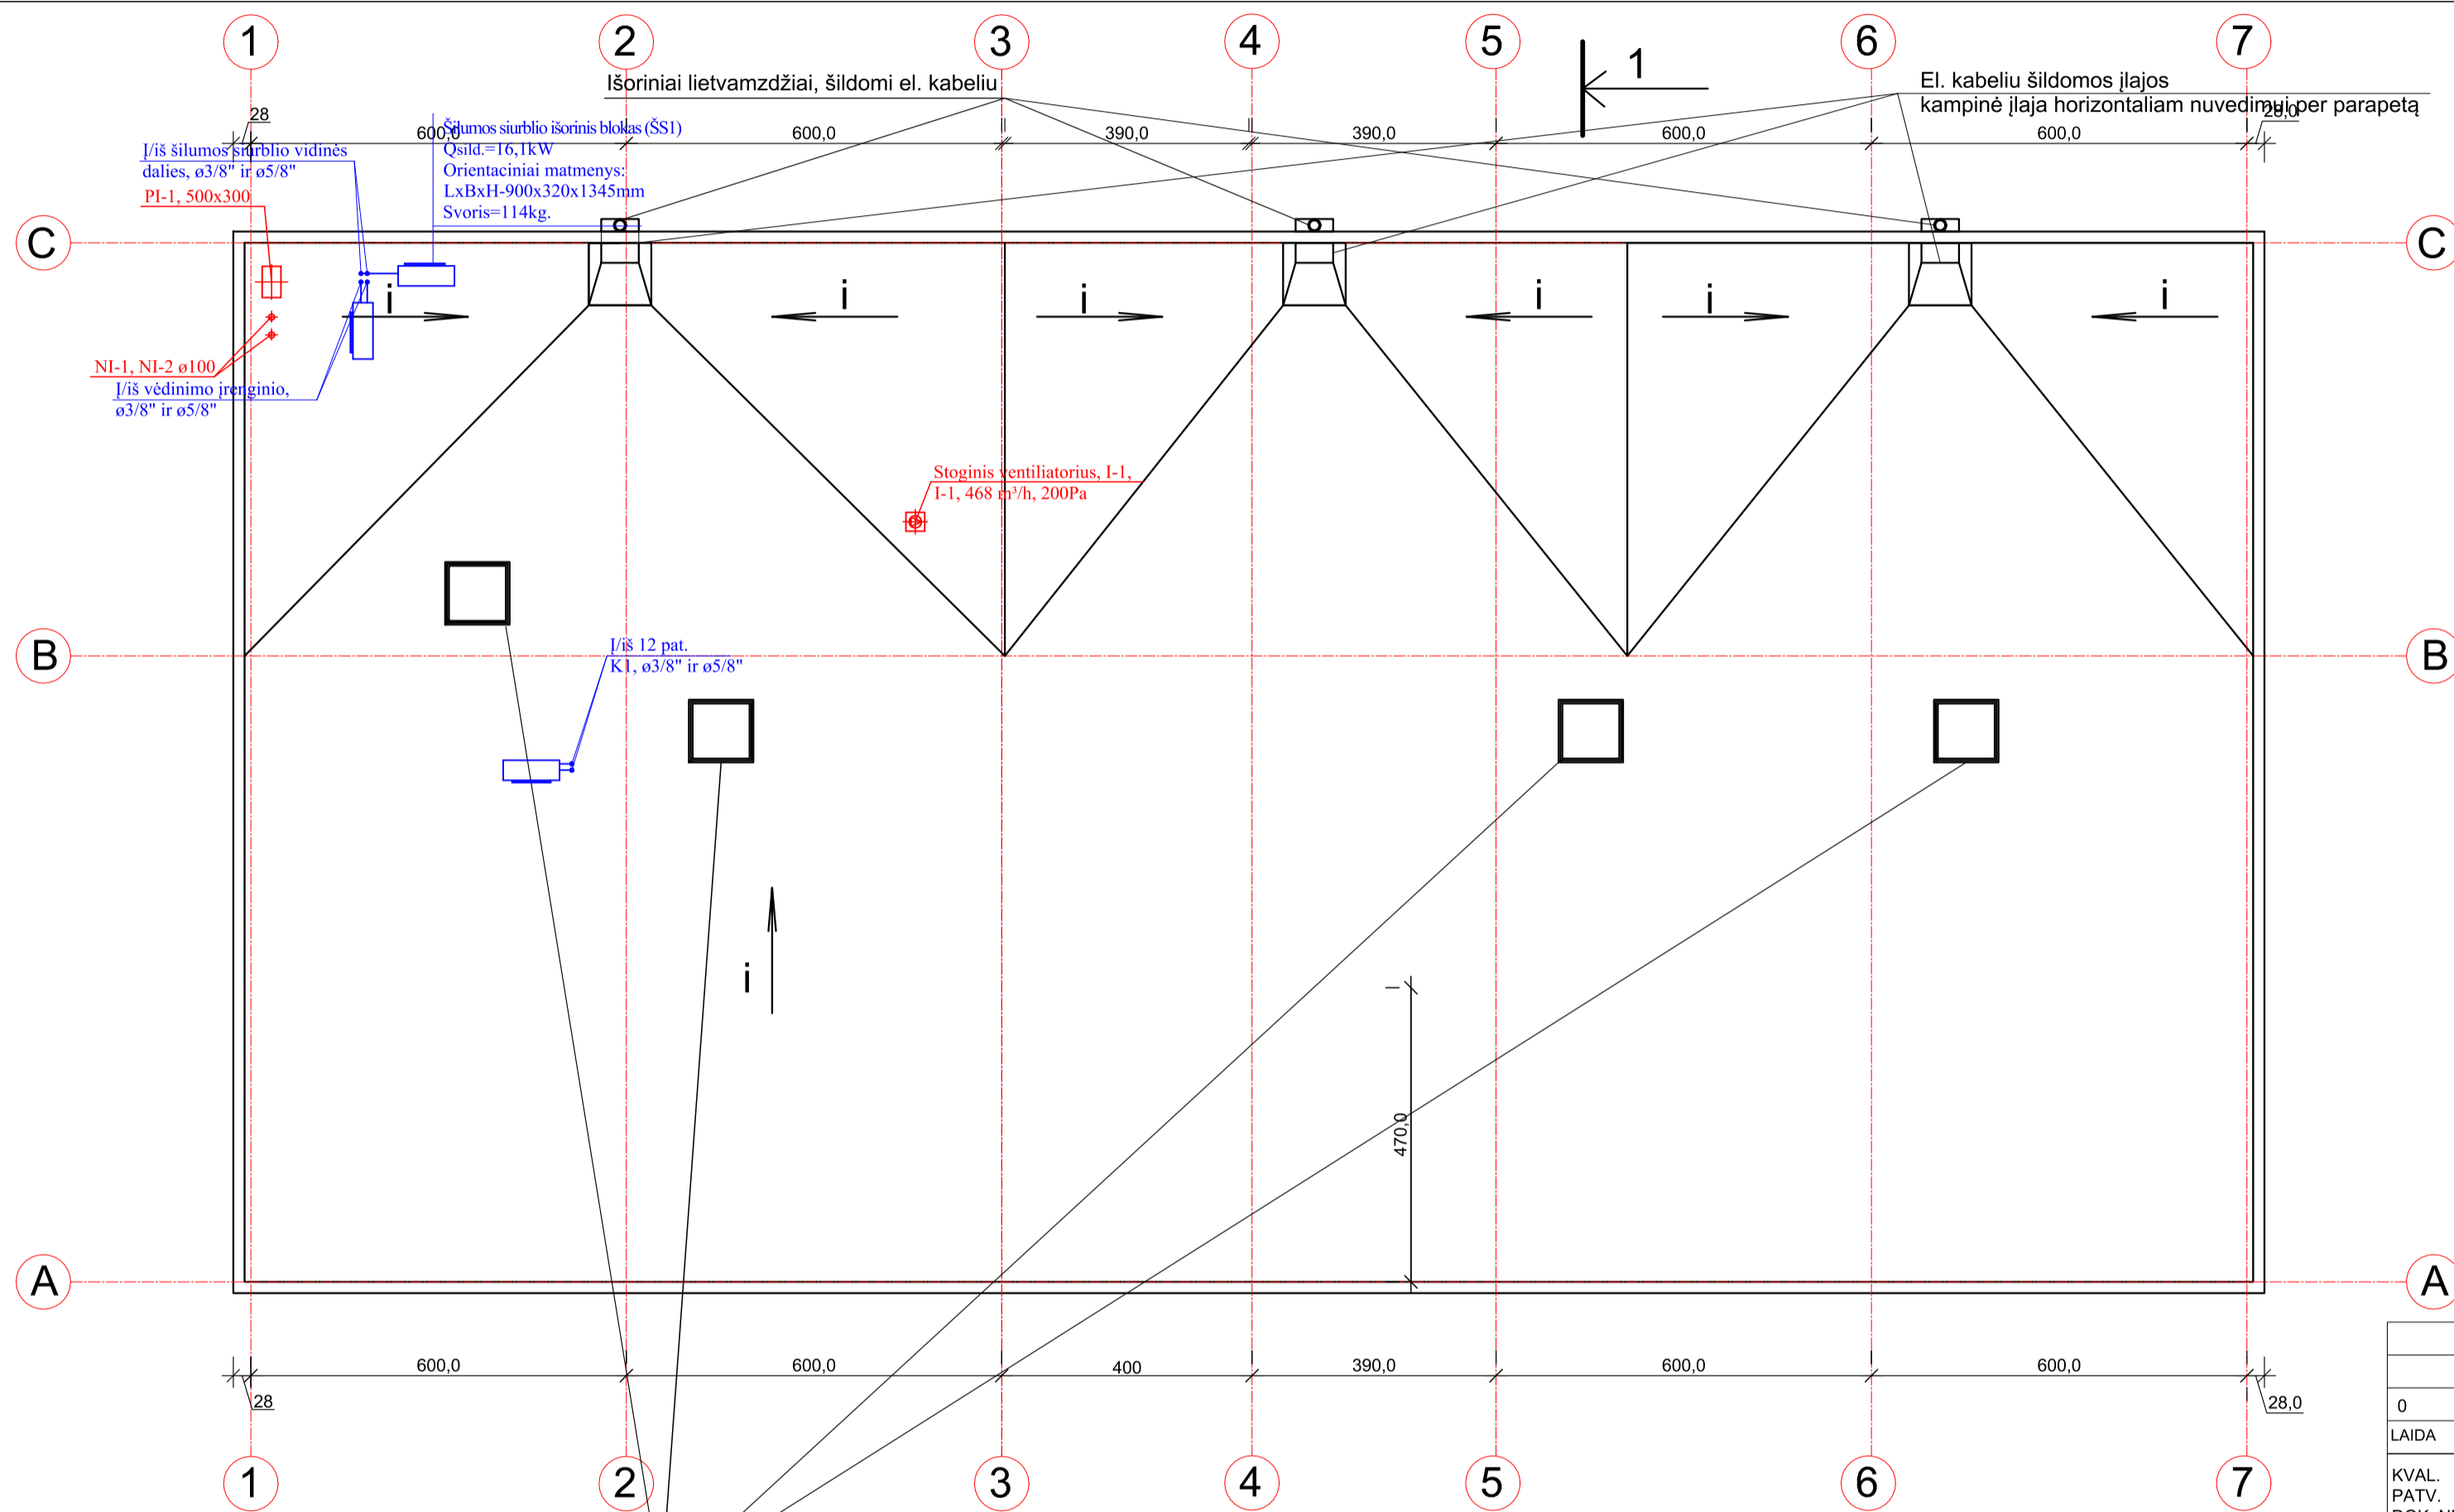 1 2 3 4 5 6 7
1
Išoriniai lietvamzdžiai, šildomi el. kabeliu
El. kabeliu šildomos įlajos
kampinė įlaja horizontaliam nuvedimui per parapetą
28 600,0 600,0 390,0 390,0 600,0 600,0 28,0
Šilumos siurblio išorinis blokas (ŠS1)
Qsild.=16,1kW
Orientaciniai matmenys:
LxBxH-900x320x1345mm
Svoris=114kg.
Į/iš šilumos siurblio vidinės
dalies, ø3/8" ir ø5/8"
PI-1, 500x300
C C
i i i i i i
NI-1, NI-2 ø100
Į/iš vėdinimo įrenginio,
ø3/8" ir ø5/8"
Stoginis ventiliatorius, I-1,
I-1, 468 m³/h, 200Pa
B B
Į/iš 12 pat.
K1, ø3/8" ir ø5/8"
i
470,0
A A
600,0 600,0 400 390,0 600,0 600,0
28 28,0
0
LAIDA
1 2 3 4 5 6 7
KVAL.
PATV.